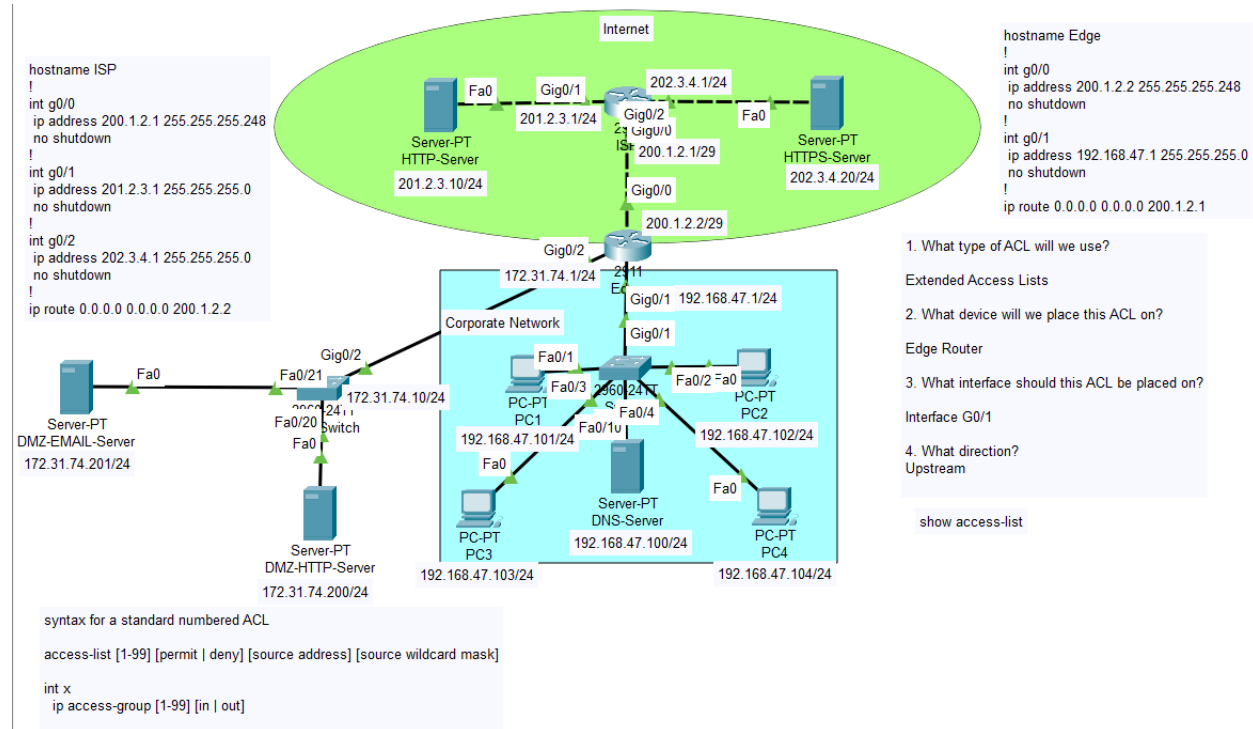 Internet
hostname ISP
!
int g0/0
ip address 200.1.2.1 255.255.255.248
no shutdown
!
int g0/1
ip address 201.2.3.1 255.255.255.0
no shutdown
!
int g0/2
ip address 202.3.4.1 255.255.255.0
no shutdown
!
ip route 0.0.0.0 0.0.0.0 200.1.2.2
Fa0
Gig0/1
201.2.3.1/24
Server-PT
HTTP-Server
201.2.3.10/24
202.3.4.1/24
Gig0/2
Gig0/0
200.1.2.1/29
Fa0
Server-PT
HTTPS-Server
202.3.4.20/24
Gig0/0
200.1.2.2/29
hostname Edge
!
int g0/0
ip address 200.1.2.2 255.255.255.248
no shutdown
!
int g0/1
ip address 192.168.47.1 255.255.255.0
no shutdown
!
ip route 0.0.0.0 0.0.0.0 200.1.2.1
1. What type of ACL will we use?
Extended Access Lists
2. What device will we place this ACL on?
Edge Router
3. What interface should this ACL be placed on?
Interface G0/1
4. What direction?
Upstream
show access-list
Gig0/2
172.31.74.1/24
2911
Gig0/1
192.168.47.1/24
Gig0/1
Corporate Network
Gig0/2
Fa0
Fa0/21
172.31.74.10/24
Switch
Fa0/20
Fa0
Server-PT
DMZ-EMAIL-Server
172.31.74.201/24
Server-PT
DMZ-HTTP-Server
172.31.74.200/24
Fa0/1
Fa0/3
PC-PT
PC1
192.168.47.101/24
2960-24TT
Fa0/2
Fa0
PC-PT
PC2
192.168.47.102/24
Fa0/4
Fa0/10
Fa0
PC-PT
PC3
192.168.47.103/24
Server-PT
DNS-Server
192.168.47.100/24
Fa0
PC-PT
PC4
192.168.47.104/24
syntax for a standard numbered ACL
access-list [1-99] [permit | deny] [source address] [source wildcard mask]
int x
ip access-group [1-99] [in | out]